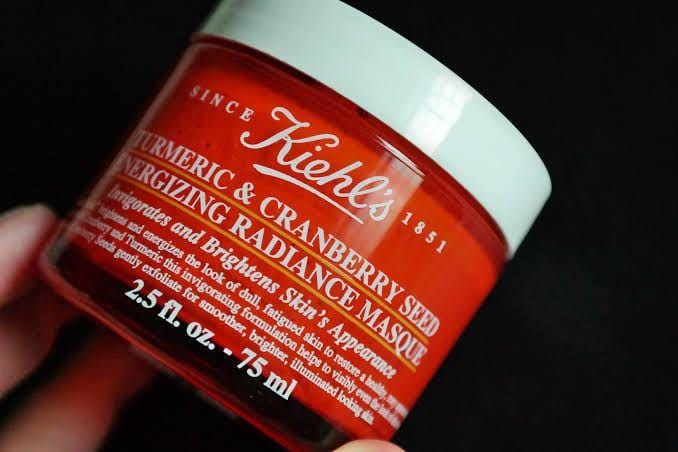 SINCE Kiehl's 1851
TURMERIC & CRANBERRY SEED
ENERGIZING RADIANCE MASQUE
Invigorates and Brightens Skin's Appearance
brightens and energizes the look of dull, fatigued skin to restore a healthy,
and Turmeric this invigorating formulation helps to visibly even the look of
Seeds gently exfoliate for smoother, brighter, illuminated looking skin.
2.5 fl. oz. - 75 ml